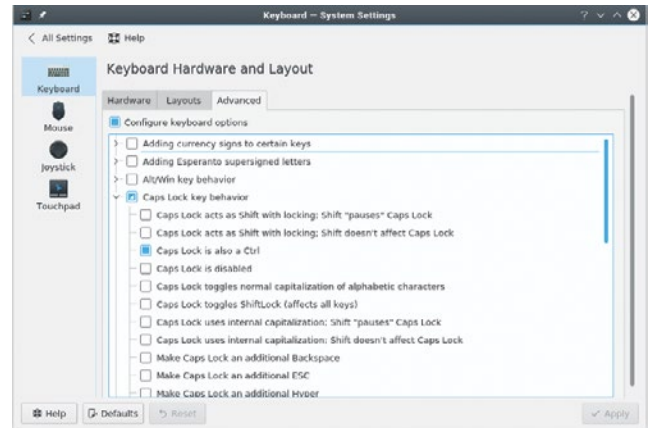 Keyboard — System Settings
All Settings Help
Keyboard
Mouse
Joystick
Touchpad
Keyboard Hardware and Layout
Hardware Layouts Advanced
Configure keyboard options
Adding currency signs to certain keys
Adding Esperanto supersigned letters
Alt/Win key behavior
Caps Lock key behavior
Caps Lock acts as Shift with locking; Shift "pauses" Caps Lock
Caps Lock acts as Shift with locking; Shift doesn't affect Caps Lock
Caps Lock is also a Ctrl
Caps Lock is disabled
Caps Lock toggles normal capitalization of alphabetic characters
Caps Lock toggles ShiftLock (affects all keys)
Caps Lock uses internal capitalization; Shift "pauses" Caps Lock
Caps Lock uses internal capitalization; Shift doesn't affect Caps Lock
Make Caps Lock an additional Backspace
Make Caps Lock an additional ESC
Make Caps Lock an additional Hyper
Help Defaults Reset Apply